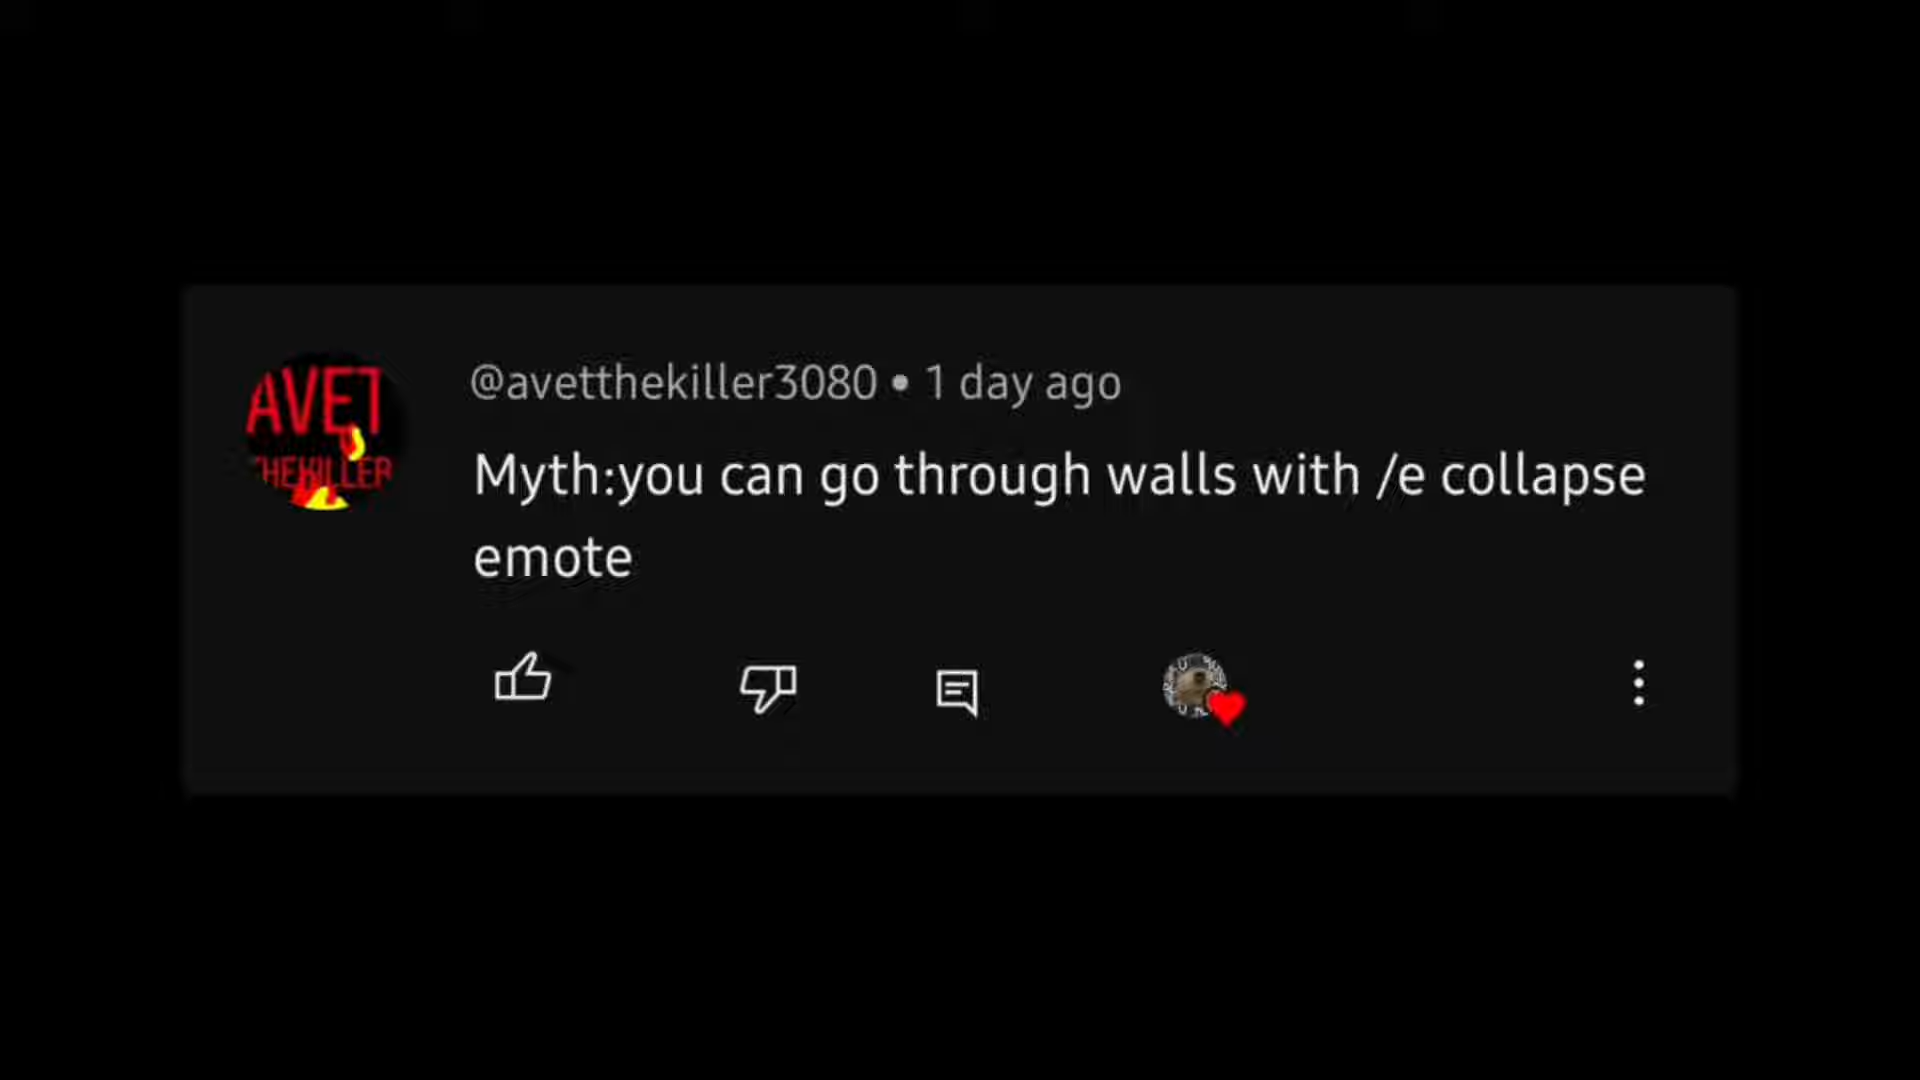 AVET
THEKILLER
@avetthekiller3080 • 1 day ago
Myth:you can go through walls with /e collapse
emote